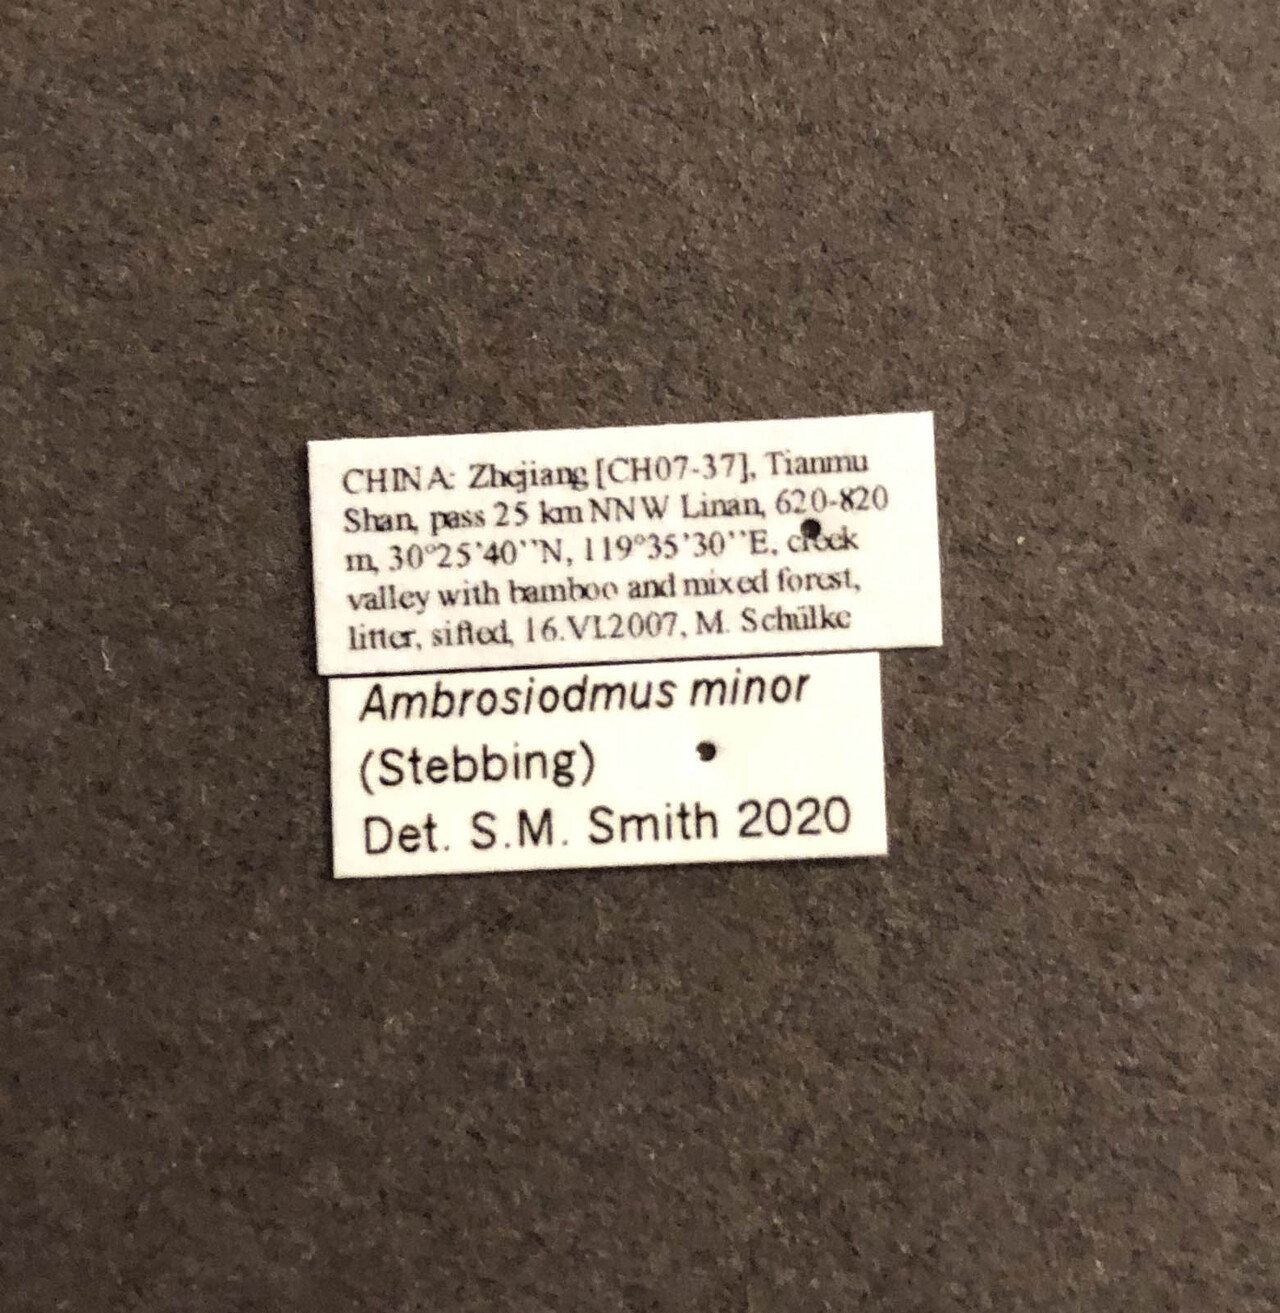 CHINA: Zhejiang [CH07-37], Tianmu
Shan, pass 25 km NNW Linan, 620-820
m, 30°25'40''N, 119°35'30''E, creek
valley with bamboo and mixed forest,
litter, sifted, 16.VI.2007, M. Schülke
Ambrosiodmus minor
(Stebbing)
Det. S.M. Smith 2020